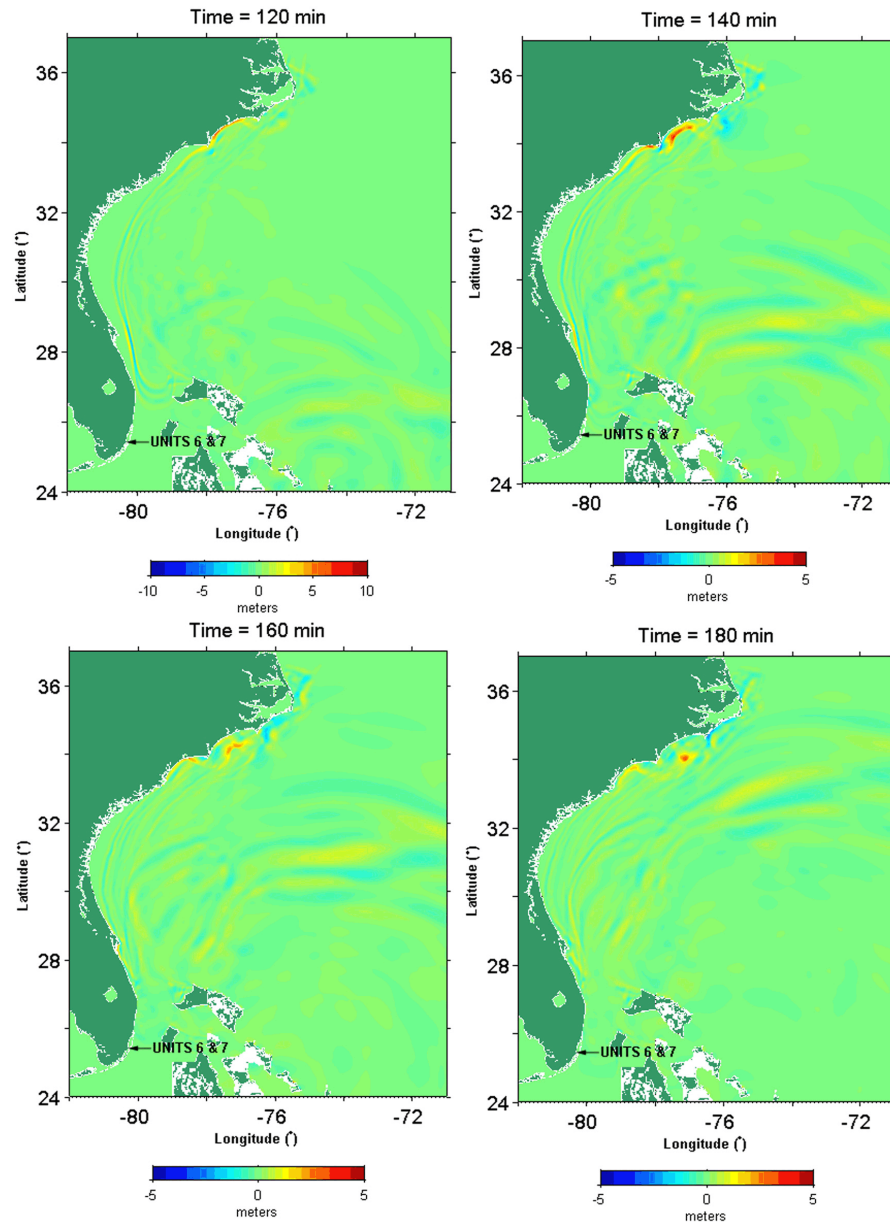 Time = 120 min
36
32
28
24
Latitude (°)
UNITS 6 & 7
-80
-76
-72
Longitude (°)
-10
-5
0
5
10
meters
Time = 140 min
36
32
28
24
Latitude (°)
UNITS 6 & 7
-80
-76
-72
Longitude (°)
-5
0
5
meters
Time = 160 min
36
32
28
24
Latitude (°)
UNITS 6 & 7
-80
-76
-72
Longitude (°)
-5
0
5
meters
Time = 180 min
36
32
28
24
Latitude (°)
UNITS 6 & 7
-80
-76
-72
Longitude (°)
-5
0
5
meters